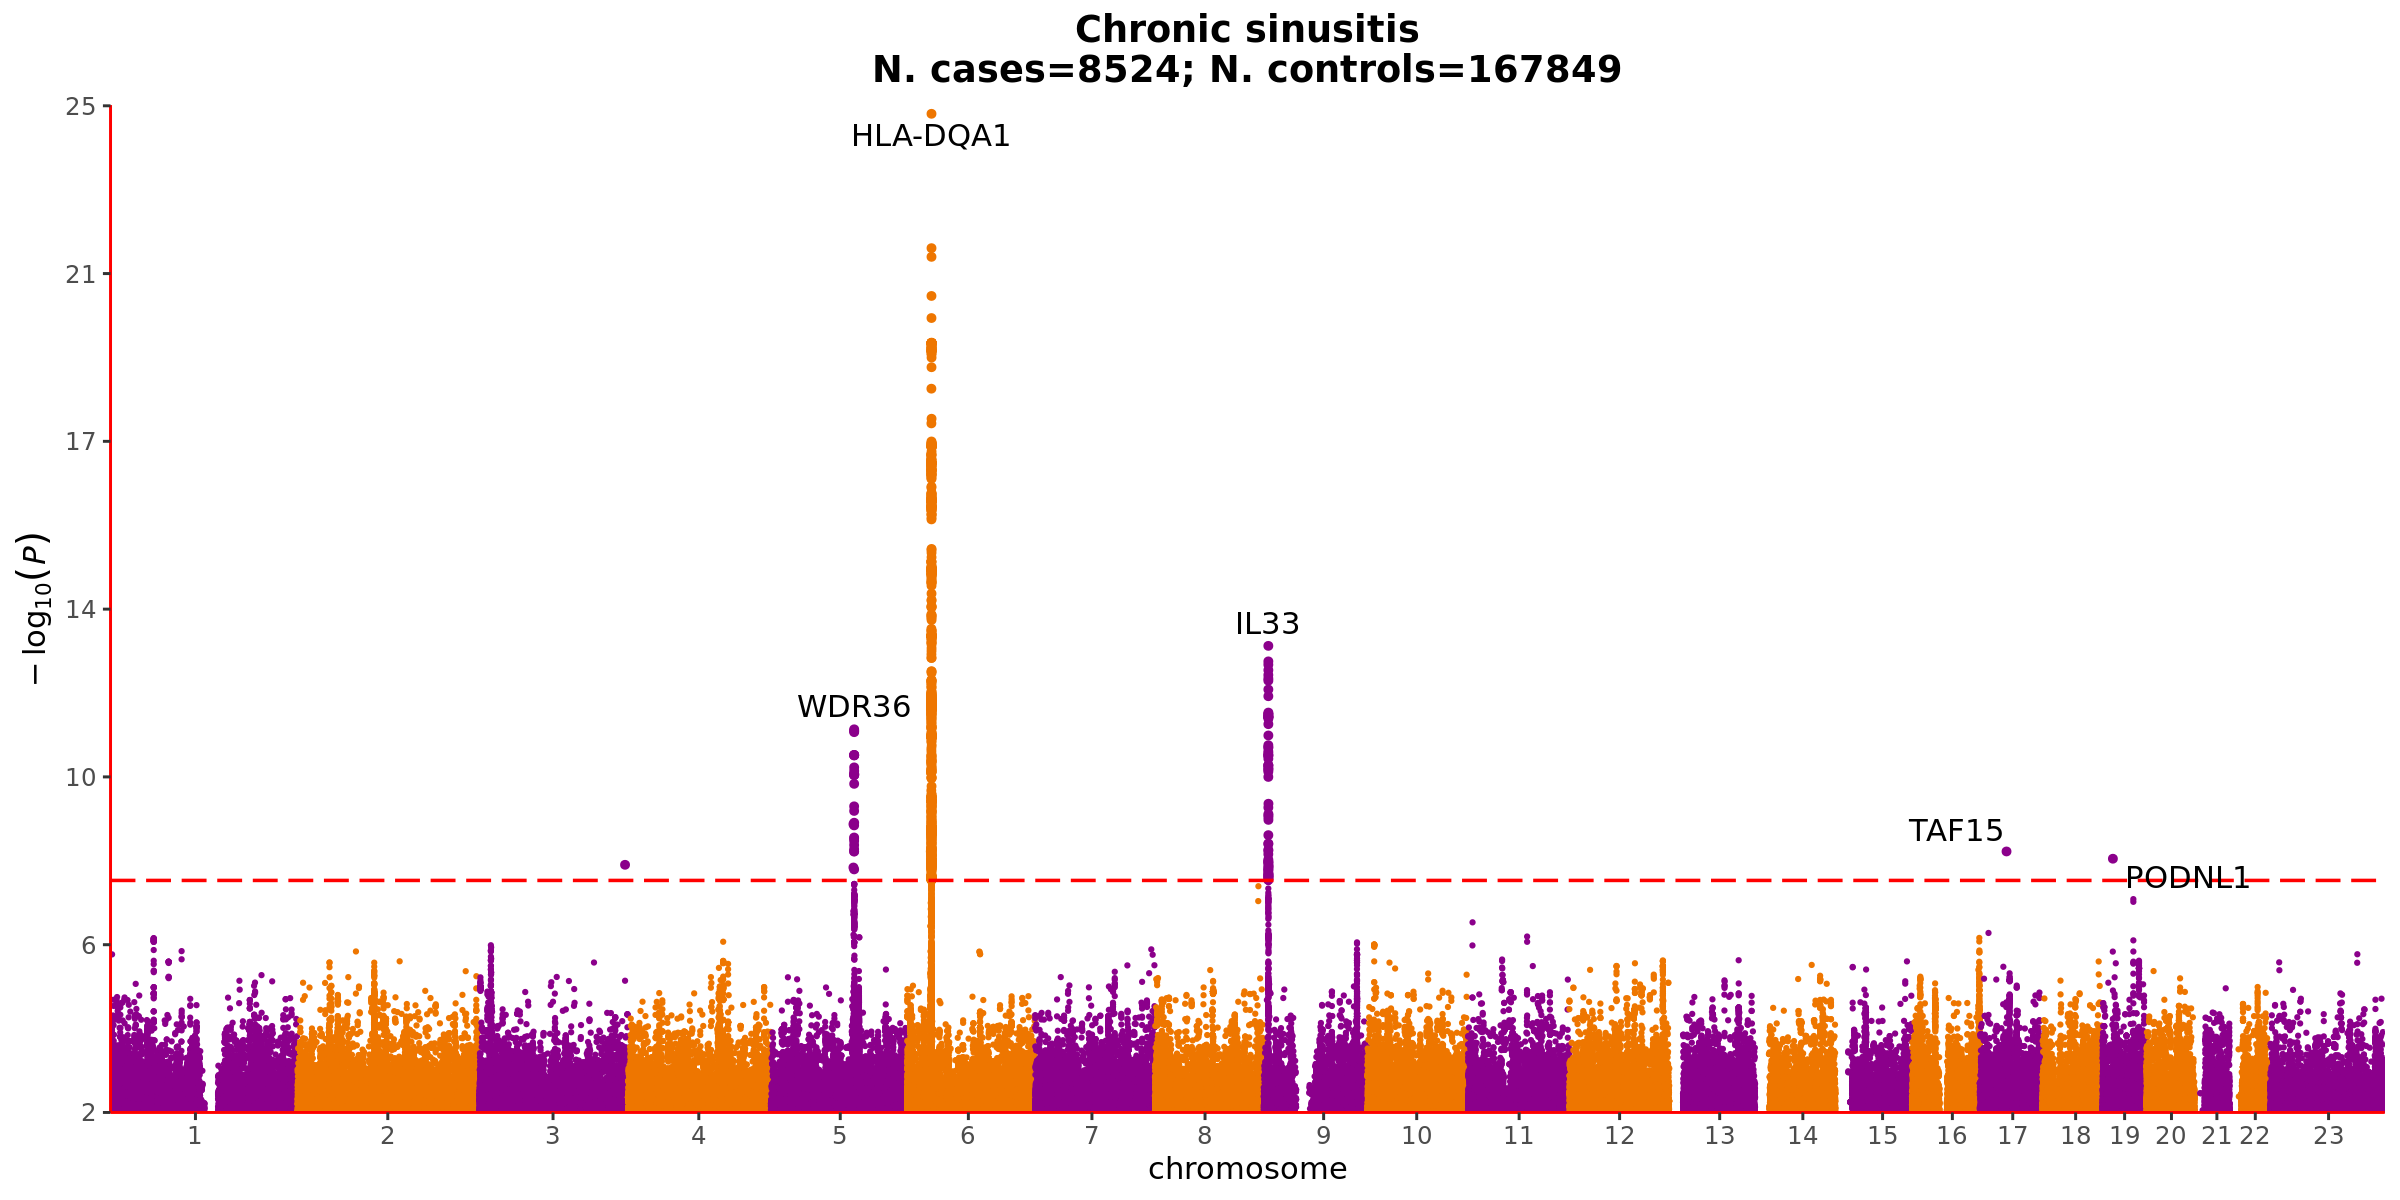 Chronic sinusitis
N. cases=8524; N. controls=167849
25
HLA-DQA1
21
17
− log10(P)
14
IL33
WDR36
10
TAF15
PODNL1
6
2
1 2 3 4 5 6 7 8 9 10 11 12 13 14 15 16 17 18 19 20 21 22 23
chromosome